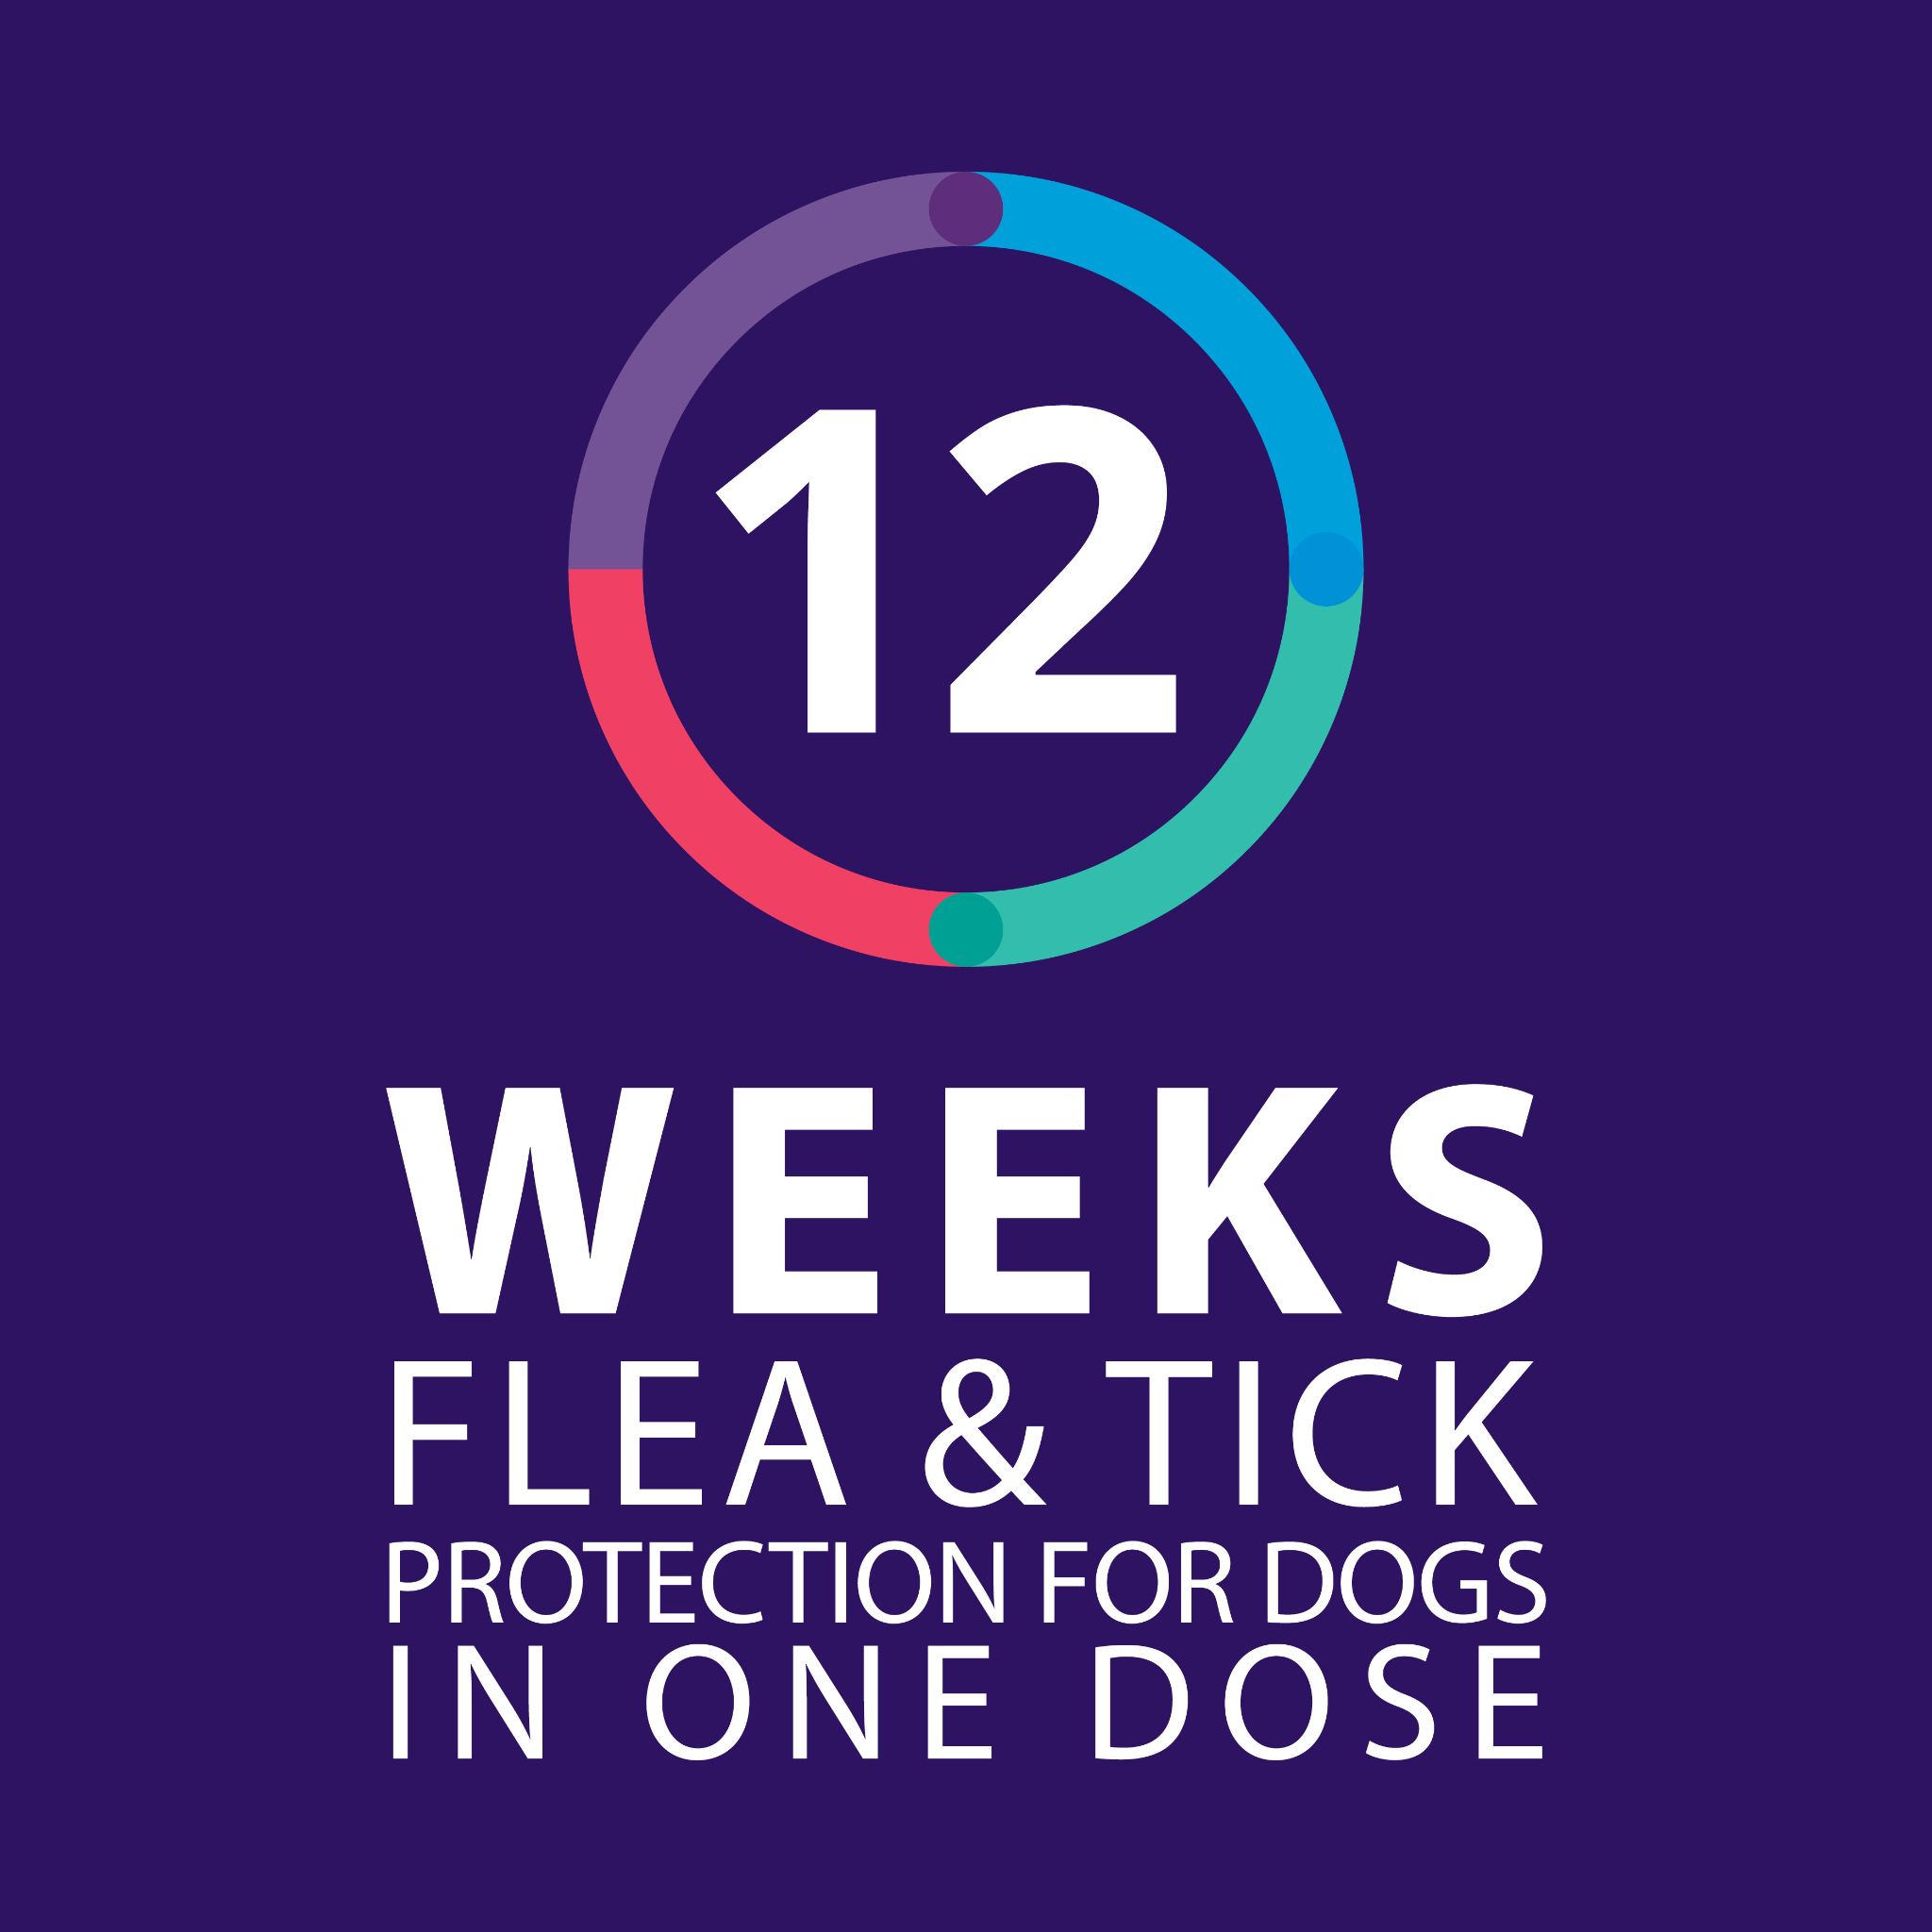 12
WEEKS
FLEA & TICK
PROTECTION FOR DOGS
IN ONE DOSE